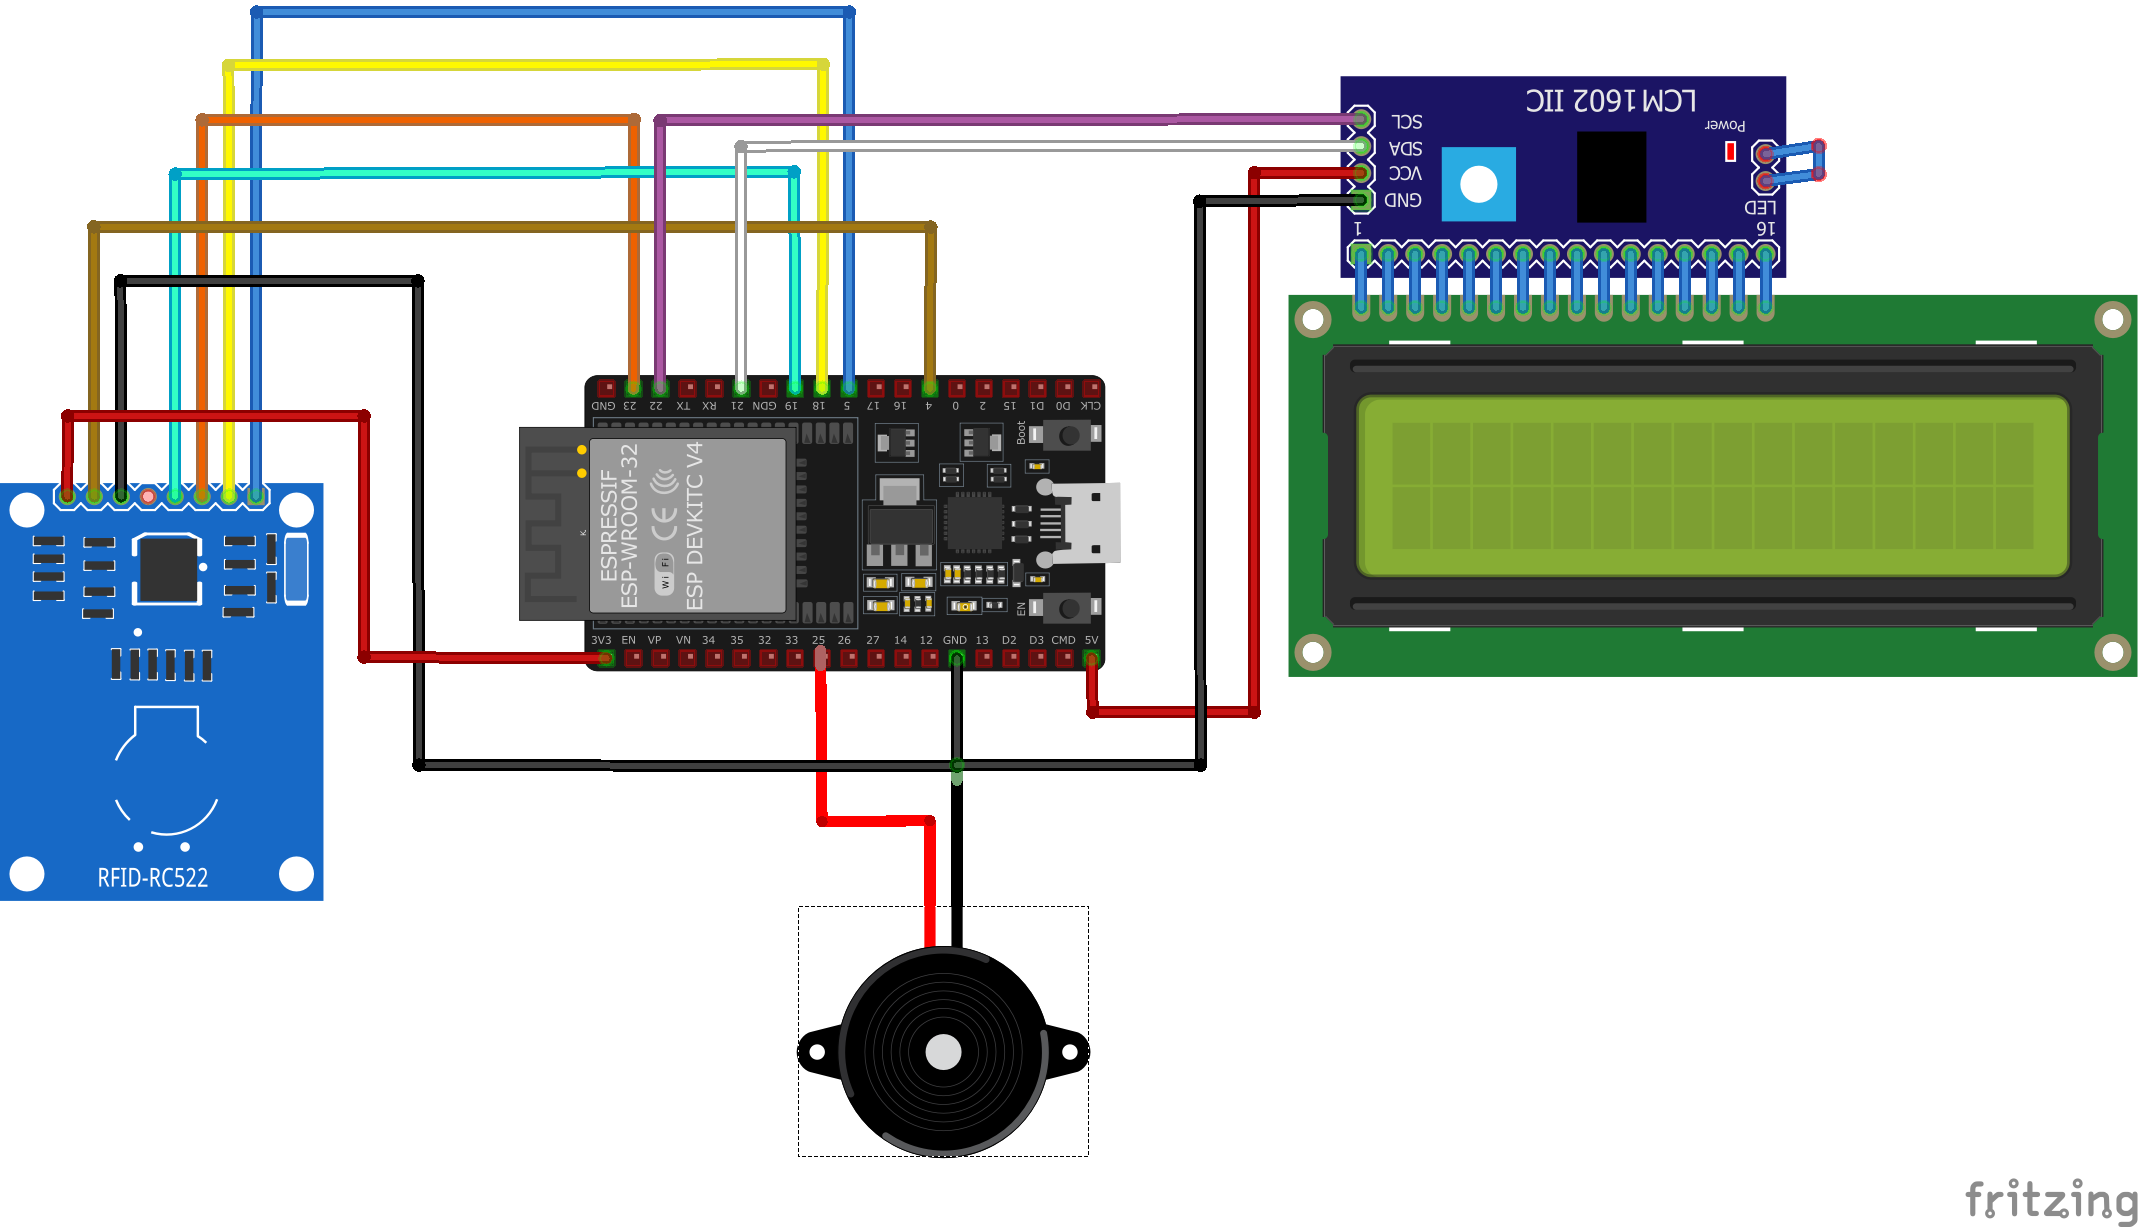 LCM 1602 IIC
SCL
SDA
VCC
GND
Power
LED
1
16
GND
23
22
TX
RX
21
GDN
19
18
5
17
16
4
0
2
15
D1
D0
CLK
Boot
ESPRESSIF
ESP-WROOM-32
Wi Fi
CE
ESP DEVKITC V4
EN
3V3
EN
VP
VN
34
35
32
33
25
26
27
14
12
GND
13
D2
D3
CMD
5V
RFID-RC522
fritzing